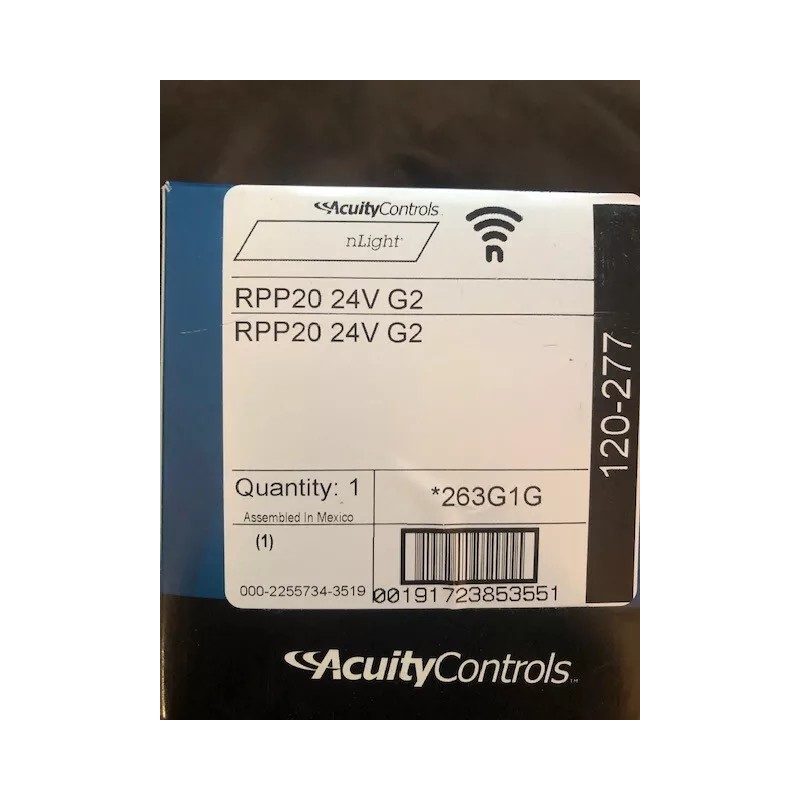 AcuityControls
nLight®
n
RPP20 24V G2
RPP20 24V G2
120-277
Quantity: 1
Assembled In Mexico
*263G1G
(1)
000-2255734-3519
00191723853551
AcuityControls™